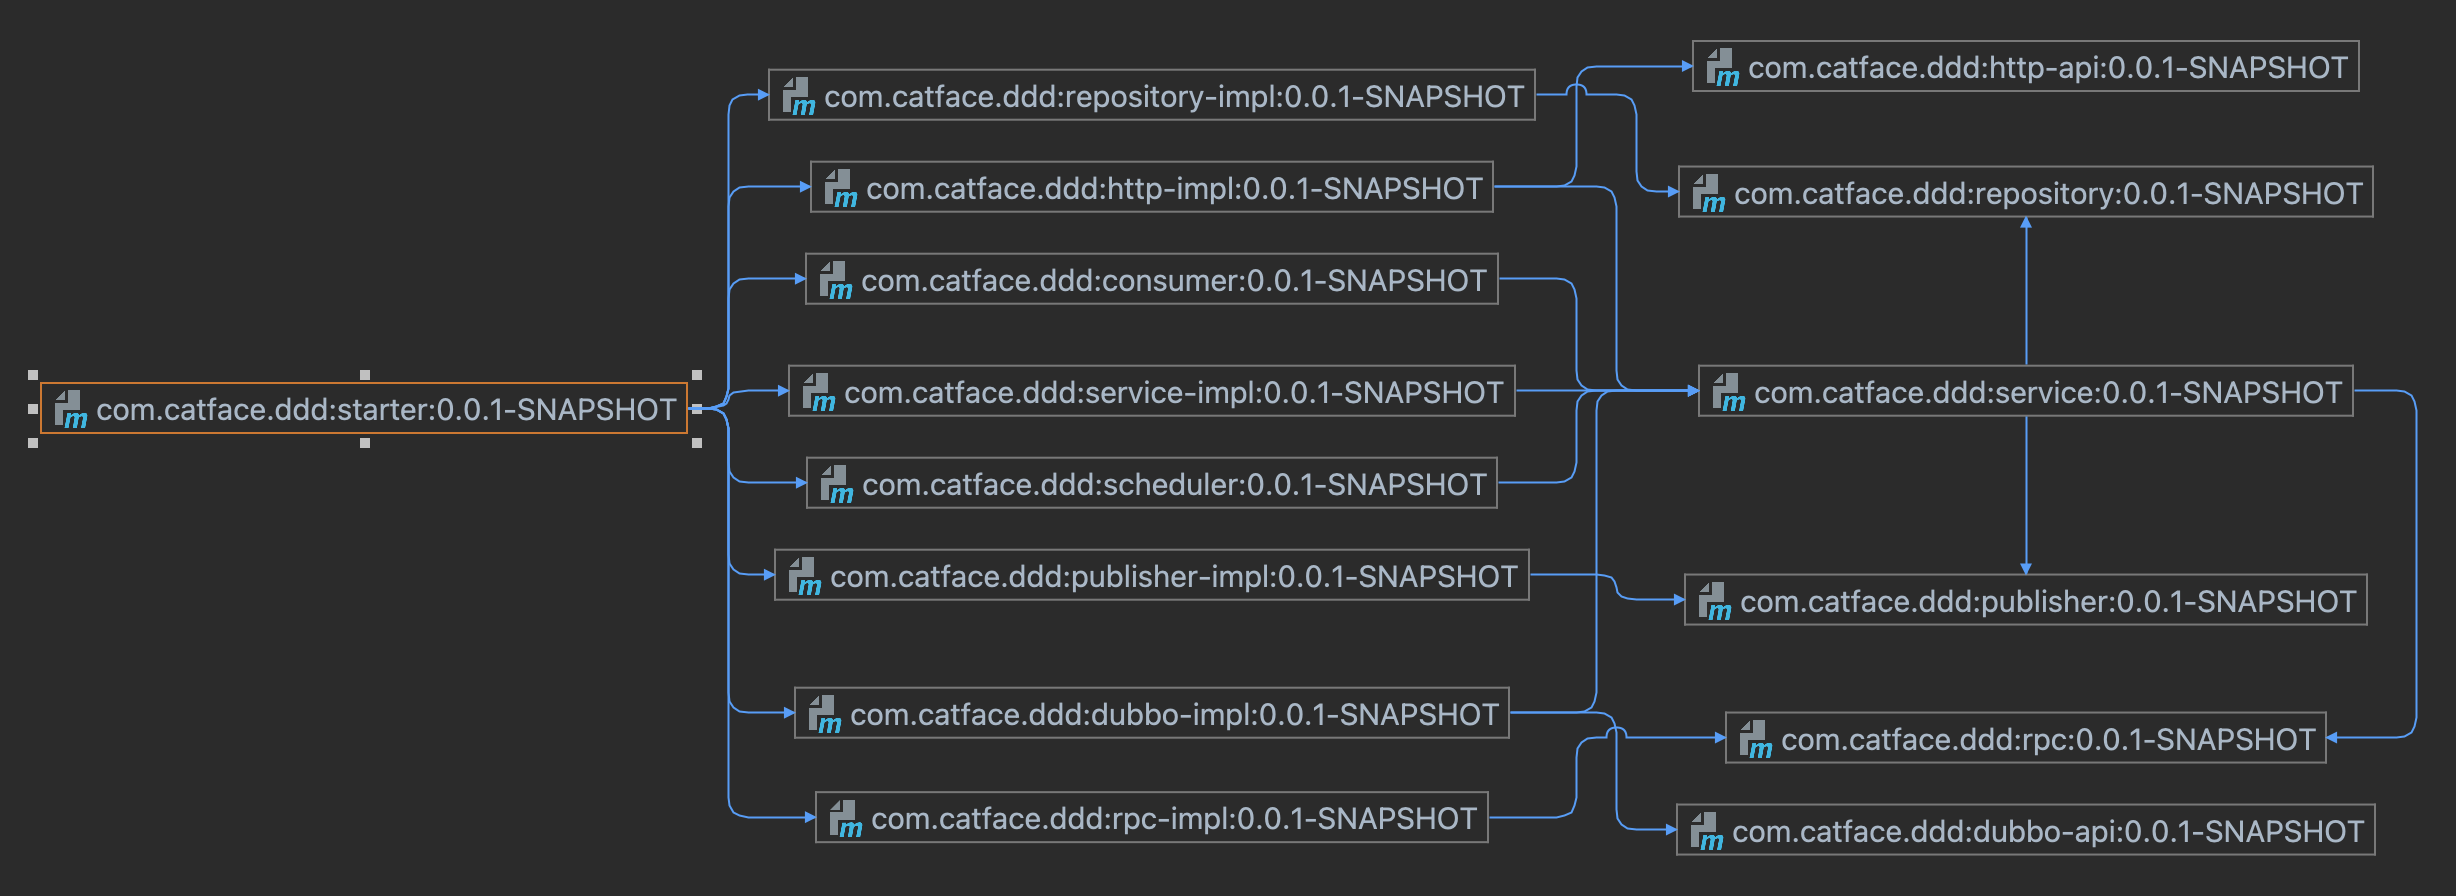 com.catface.ddd:starter:0.0.1-SNAPSHOT
com.catface.ddd:repository-impl:0.0.1-SNAPSHOT
com.catface.ddd:http-impl:0.0.1-SNAPSHOT
com.catface.ddd:consumer:0.0.1-SNAPSHOT
com.catface.ddd:service-impl:0.0.1-SNAPSHOT
com.catface.ddd:scheduler:0.0.1-SNAPSHOT
com.catface.ddd:publisher-impl:0.0.1-SNAPSHOT
com.catface.ddd:dubbo-impl:0.0.1-SNAPSHOT
com.catface.ddd:rpc-impl:0.0.1-SNAPSHOT
com.catface.ddd:http-api:0.0.1-SNAPSHOT
com.catface.ddd:repository:0.0.1-SNAPSHOT
com.catface.ddd:service:0.0.1-SNAPSHOT
com.catface.ddd:publisher:0.0.1-SNAPSHOT
com.catface.ddd:rpc:0.0.1-SNAPSHOT
com.catface.ddd:dubbo-api:0.0.1-SNAPSHOT